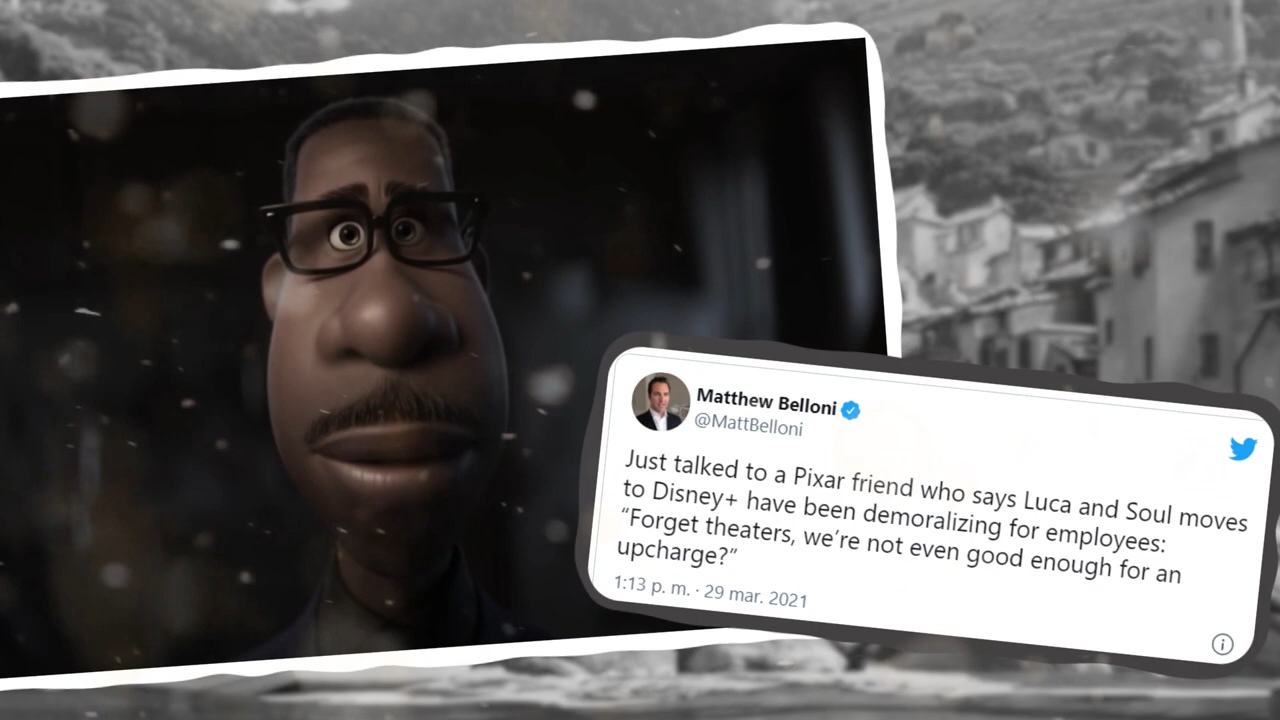 Matthew Belloni
@MattBelloni
Just talked to a Pixar friend who says Luca and Soul moves
to Disney+ have been demoralizing for employees:
“Forget theaters, we’re not even good enough for an
upcharge?”
1:13 p. m. · 29 mar. 2021